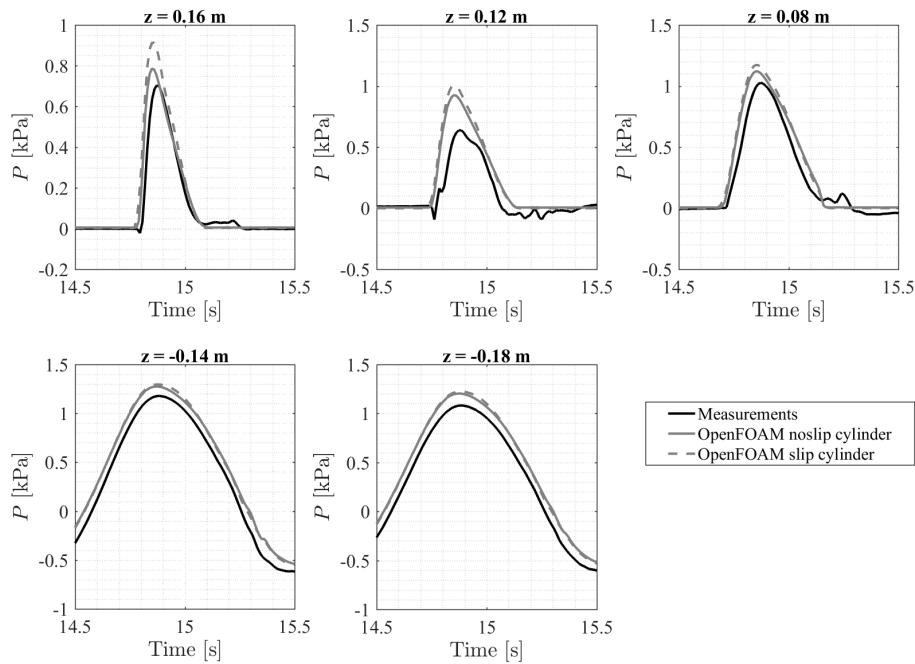 z = 0.16 m
1
0.8
0.6
0.4
0.2
0
-0.2
P [kPa]
14.5 15 15.5
Time [s]
z = 0.12 m
1.5
1
0.5
0
-0.5
P [kPa]
14.5 15 15.5
Time [s]
z = 0.08 m
1.5
1
0.5
0
-0.5
P [kPa]
14.5 15 15.5
Time [s]
z = -0.14 m
1.5
1
0.5
0
-0.5
-1
P [kPa]
14.5 15 15.5
Time [s]
z = -0.18 m
1.5
1
0.5
0
-0.5
-1
P [kPa]
14.5 15 15.5
Time [s]
Measurements
OpenFOAM noslip cylinder
OpenFOAM slip cylinder